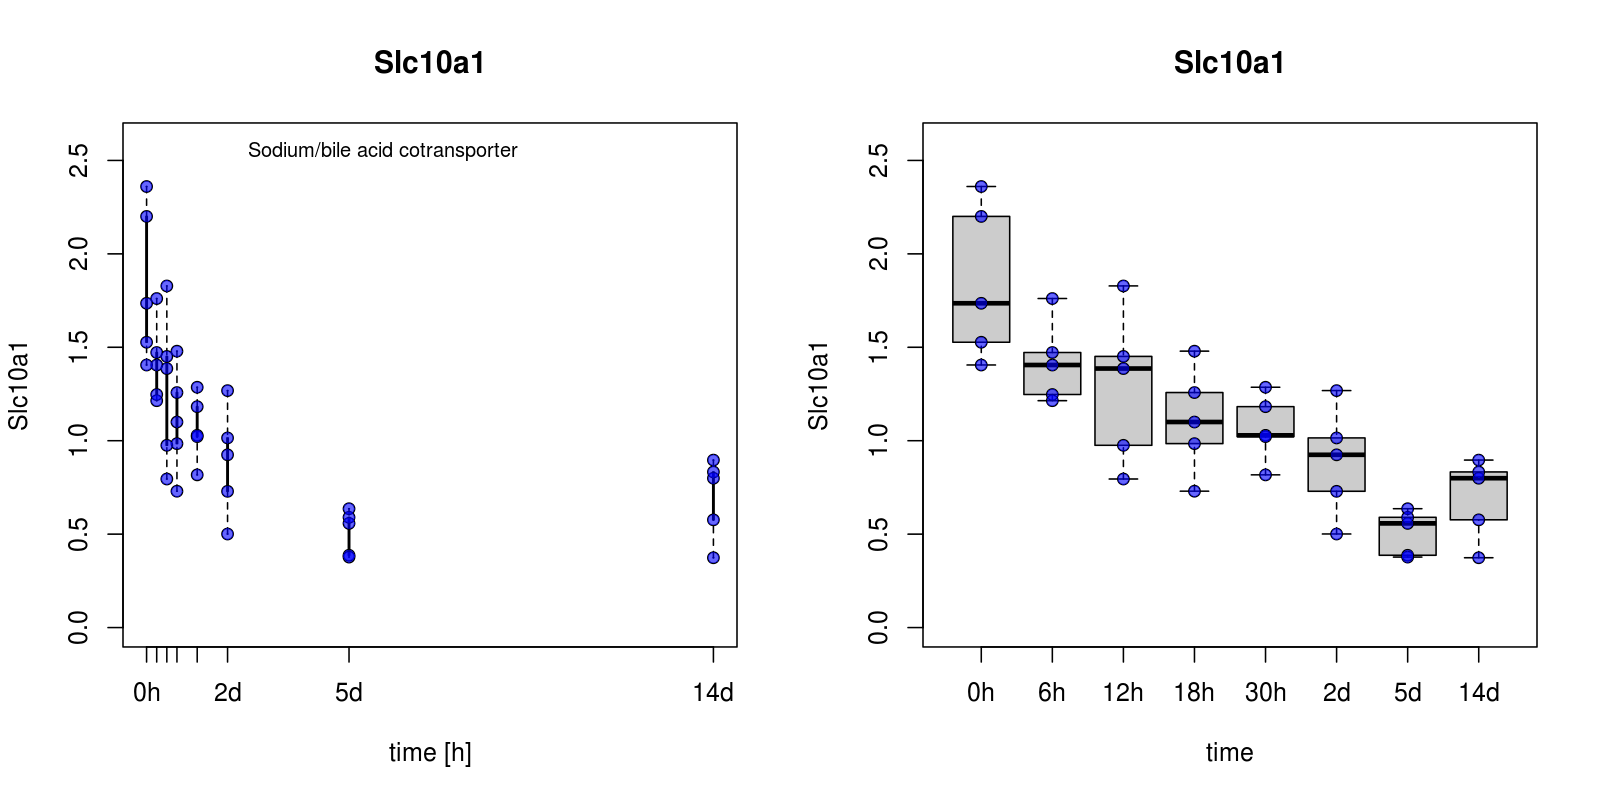 Slc10a1
Sodium/bile acid cotransporter
Slc10a1
2.5
2.0
1.5
1.0
0.5
0.0
0h 2d 5d 14d
time [h]
Slc10a1
Slc10a1
2.5
2.0
1.5
1.0
0.5
0.0
0h 6h 12h 18h 30h 2d 5d 14d
time